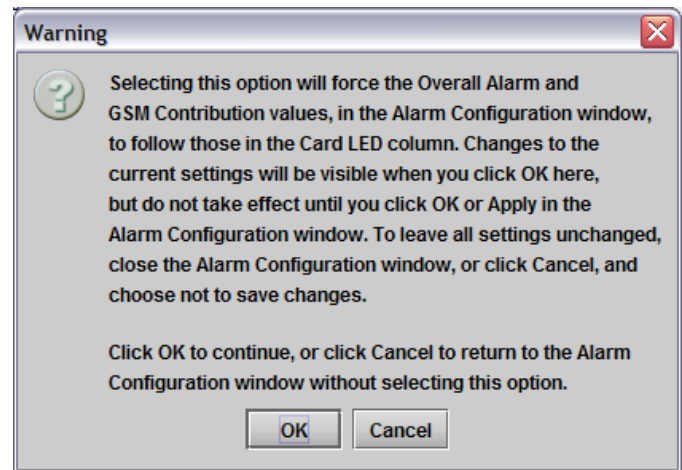 Warning
Selecting this option will force the Overall Alarm and
GSM Contribution values, in the Alarm Configuration window,
to follow those in the Card LED column. Changes to the
current settings will be visible when you click OK here,
but do not take effect until you click OK or Apply in the
Alarm Configuration window. To leave all settings unchanged,
close the Alarm Configuration window, or click Cancel, and
choose not to save changes.
Click OK to continue, or click Cancel to return to the Alarm
Configuration window without selecting this option.
OK Cancel